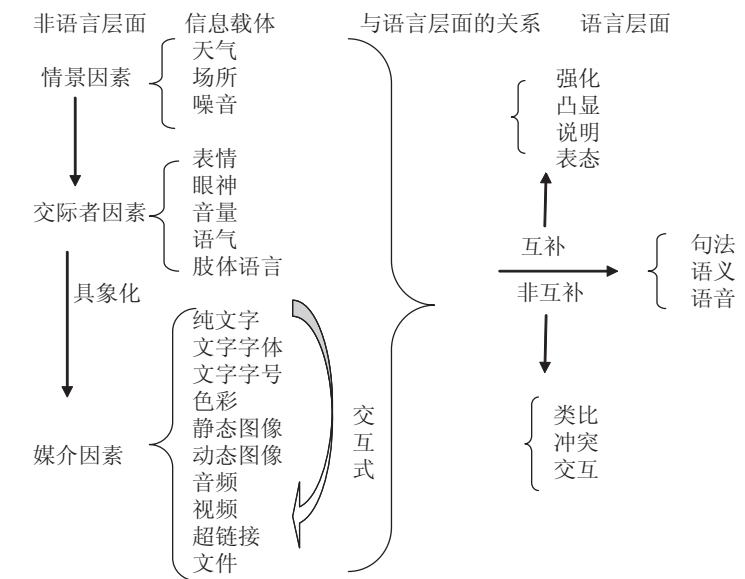 非语言层面 信息载体 与语言层面的关系 语言层面
情景因素
天气
场所
噪音
交际者因素
表情
眼神
音量
语气
肢体语言
具象化
媒介因素
纯文字
文字字体
文字字号
色彩
静态图像
动态图像
音频
视频
超链接
文件
交互式
强化
凸显
说明
表态
互补
非互补
类比
冲突
交互
句法
语义
语音